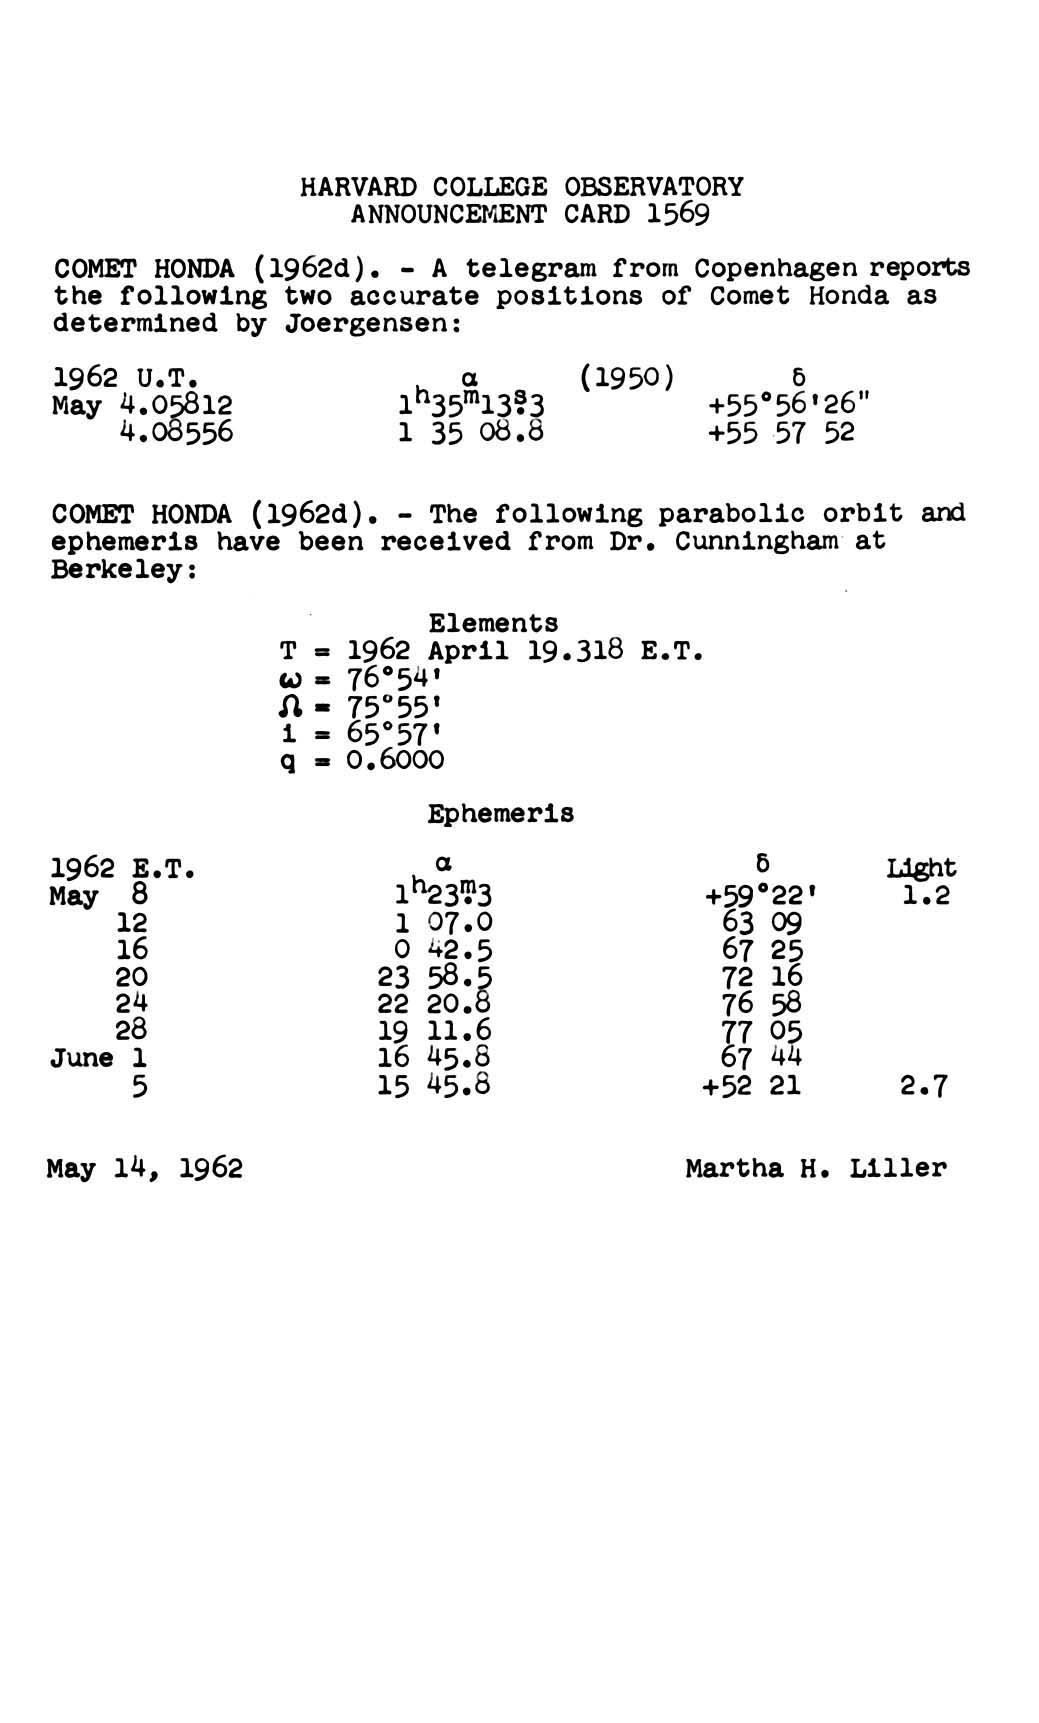 HARVARD COLLEGE OBSERVATORY
ANNOUNCEMENT CARD 1569
COMET HONDA (1962d). - A telegram from Copenhagen reports
the following two accurate positions of Comet Honda as
determined by Joergensen:
1962 U.T. α (1950) δ
May 4.05812 1ʰ35ᵐ13ˢ.3 +55°56'26"
4.08556 1 35 08.8 +55 57 52
COMET HONDA (1962d). - The following parabolic orbit and
ephemeris have been received from Dr. Cunningham at
Berkeley:
Elements
T = 1962 April 19.318 E.T.
ω = 76°54'
Ω = 75°55'
i = 65°57'
q = 0.6000
Ephemeris
1962 E.T. α δ Light
May 8 1ʰ23ᵐ.3 +59°22' 1.2
12 1 07.0 63 09
16 0 42.5 67 25
20 23 58.5 72 16
24 22 20.8 76 58
28 19 11.6 77 05
June 1 16 45.8 67 44
5 15 45.8 +52 21 2.7
May 14, 1962 Martha H. Liller